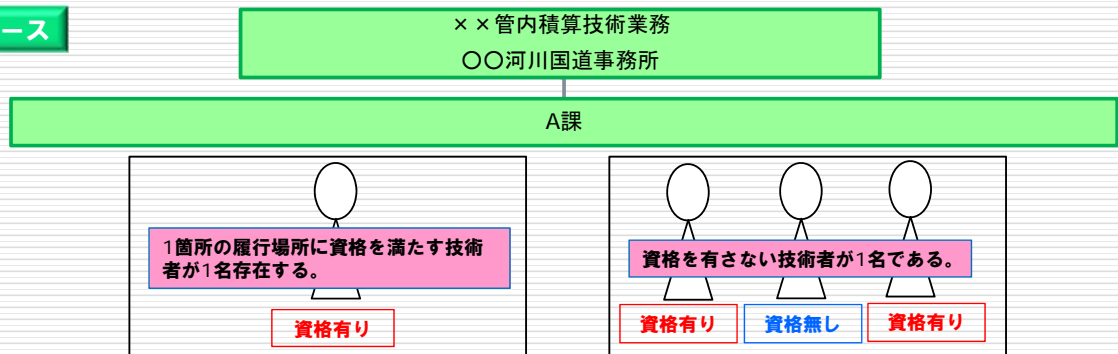 ース
××管内積算技術業務
〇〇河川国道事務所
A課
1箇所の履行場所に資格を満たす技術
者が1名存在する。
資格を有さない技術者が1名である。
資格有り
資格有り
資格無し
資格有り